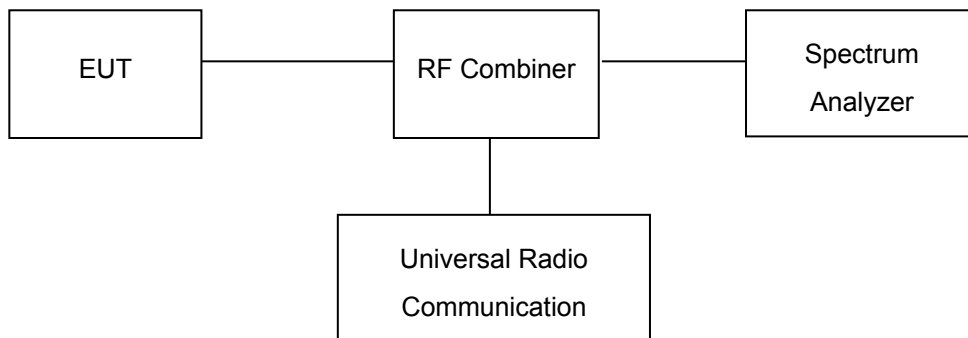 EUT
RF Combiner
Spectrum
Analyzer
Universal Radio
Communication